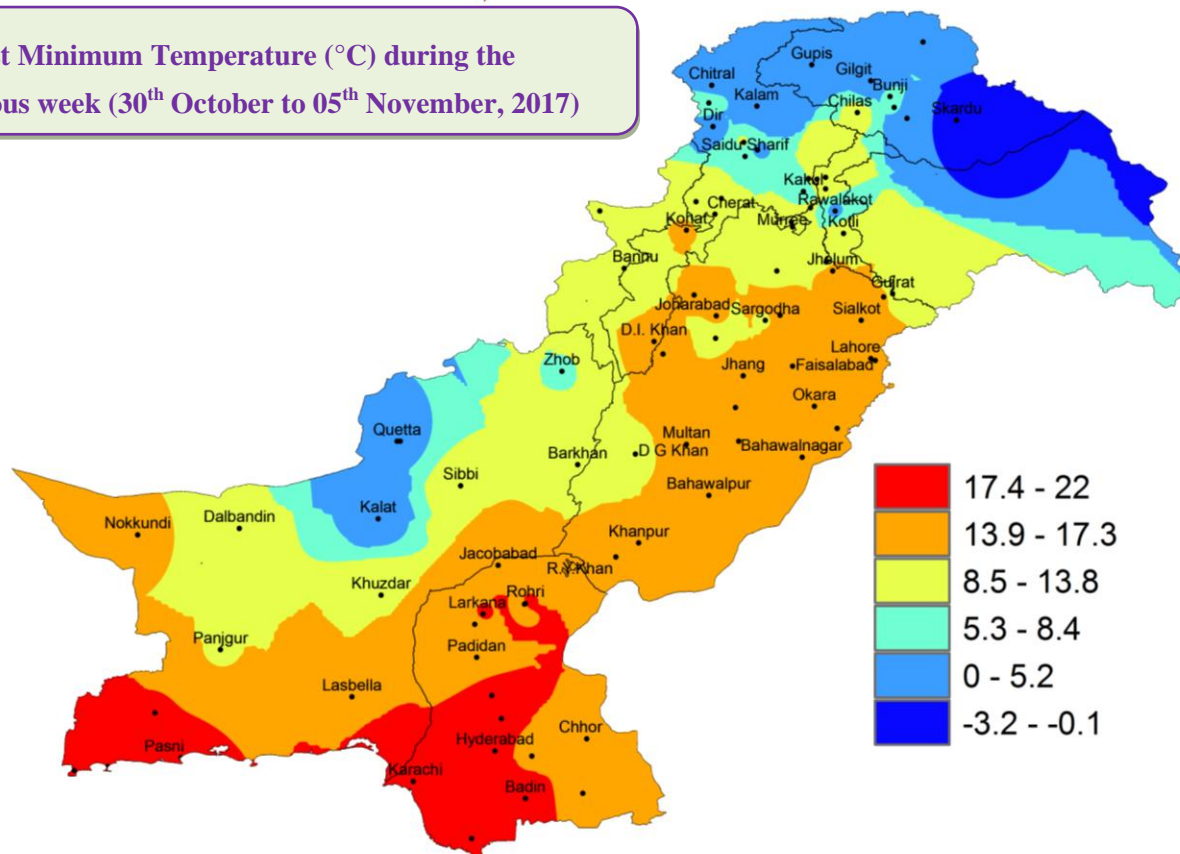 Minimum Temperature (°C) during the
week (30th October to 05th November, 2017)
Gupis
Gilgit
Chitral
Bunji
Kalam
Chilas
Skardu
Dir
Saidu Sharif
Kakul
Rawalakot
Cherat
Kohat
Murree
Kotli
Bannu
Jhelum
Gujrat
Joharabad
Sargodha
Sialkot
D.I. Khan
Lahore
Zhob
Jhang
Faisalabad
Okara
Quetta
Multan
Bahawalnagar
Barkhan
D G Khan
Sibbi
Bahawalpur
Kalat
Dalbandin
Nokkundi
Khanpur
Jacobabad
R.Y.Khan
Khuzdar
Rohri
Larkana
Panjgur
Padidan
Lasbella
Chhor
Pasni
Hyderabad
Karachi
Badin
17.4 - 22
13.9 - 17.3
8.5 - 13.8
5.3 - 8.4
0 - 5.2
-3.2 - -0.1